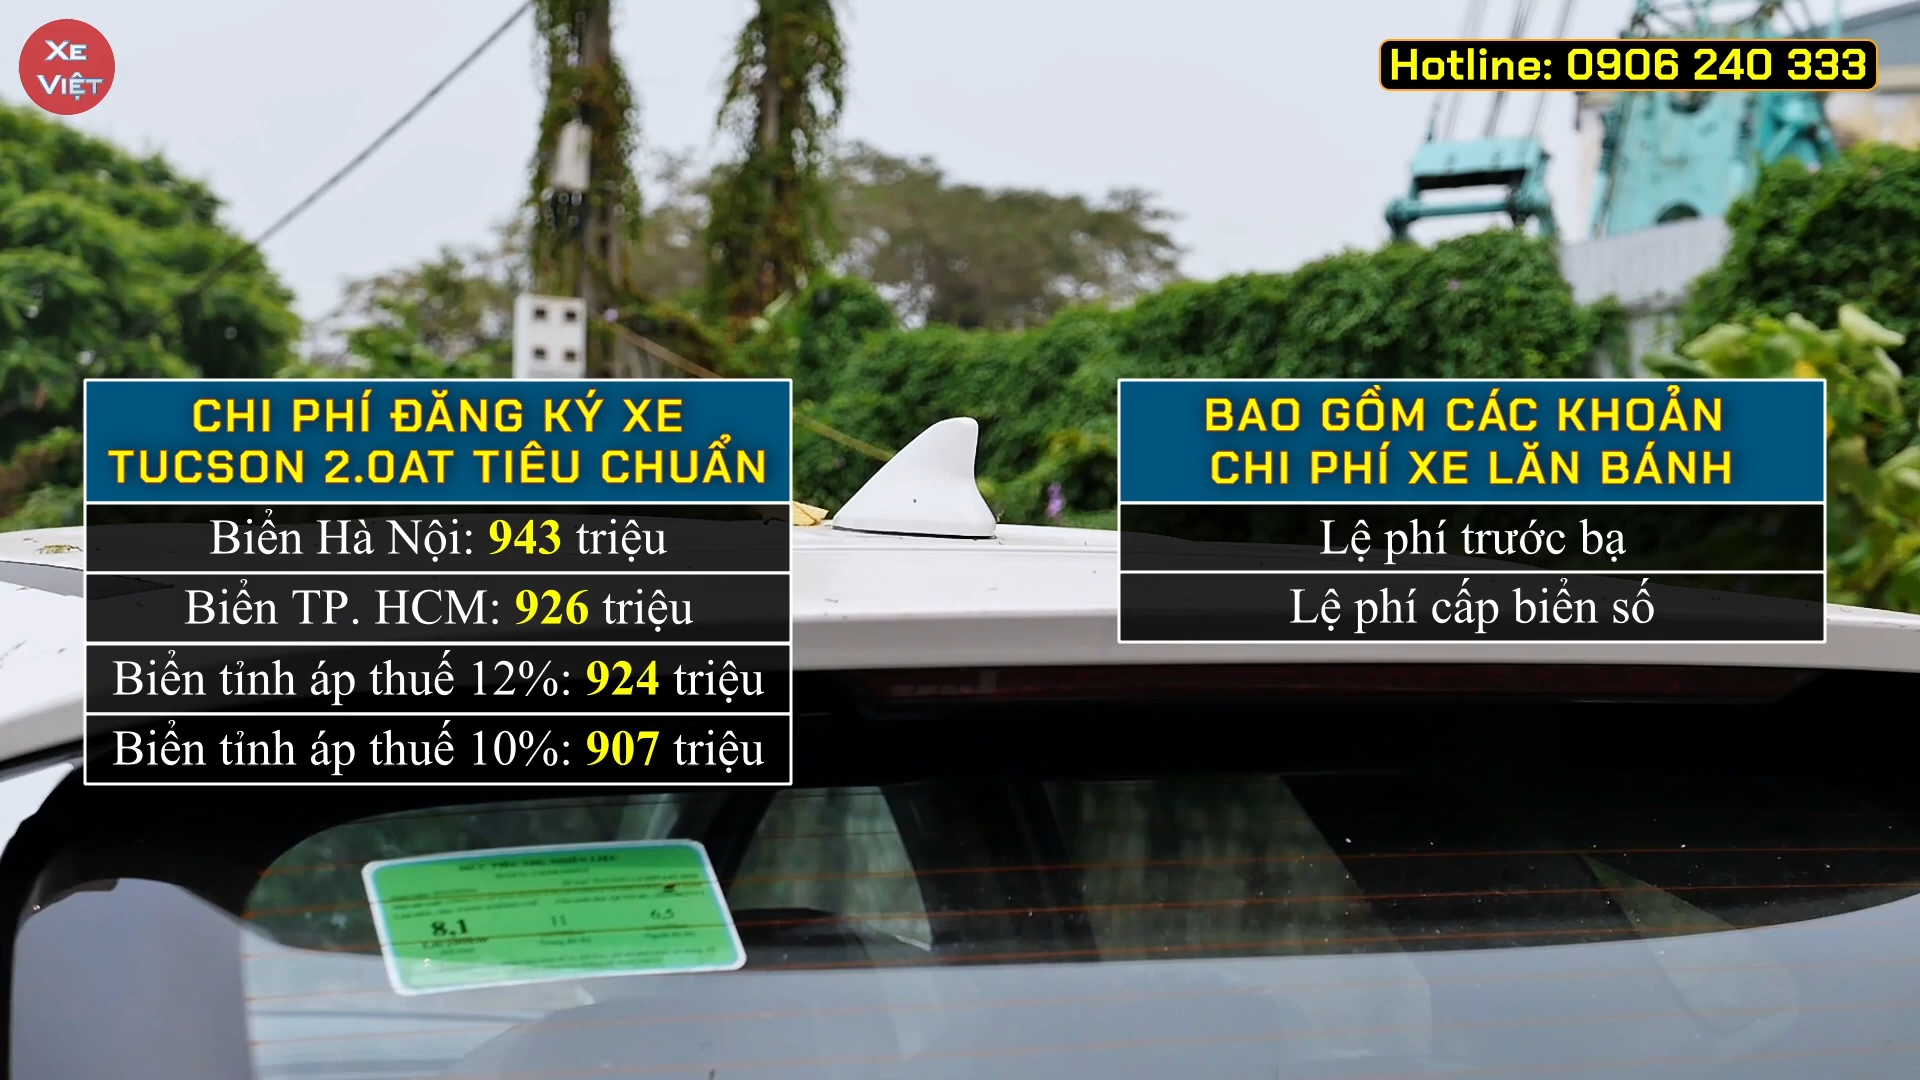 XE
VIỆT
Hotline: 0906 240 333
CHI PHÍ ĐĂNG KÝ XE
TUCSON 2.0AT TIÊU CHUẨN
Biển Hà Nội: 943 triệu
Biển TP. HCM: 926 triệu
Biển tỉnh áp thuế 12%: 924 triệu
Biển tỉnh áp thuế 10%: 907 triệu
BAO GỒM CÁC KHOẢN
CHI PHÍ XE LĂN BÁNH
Lệ phí trước bạ
Lệ phí cấp biển số
8,1
11
6,5